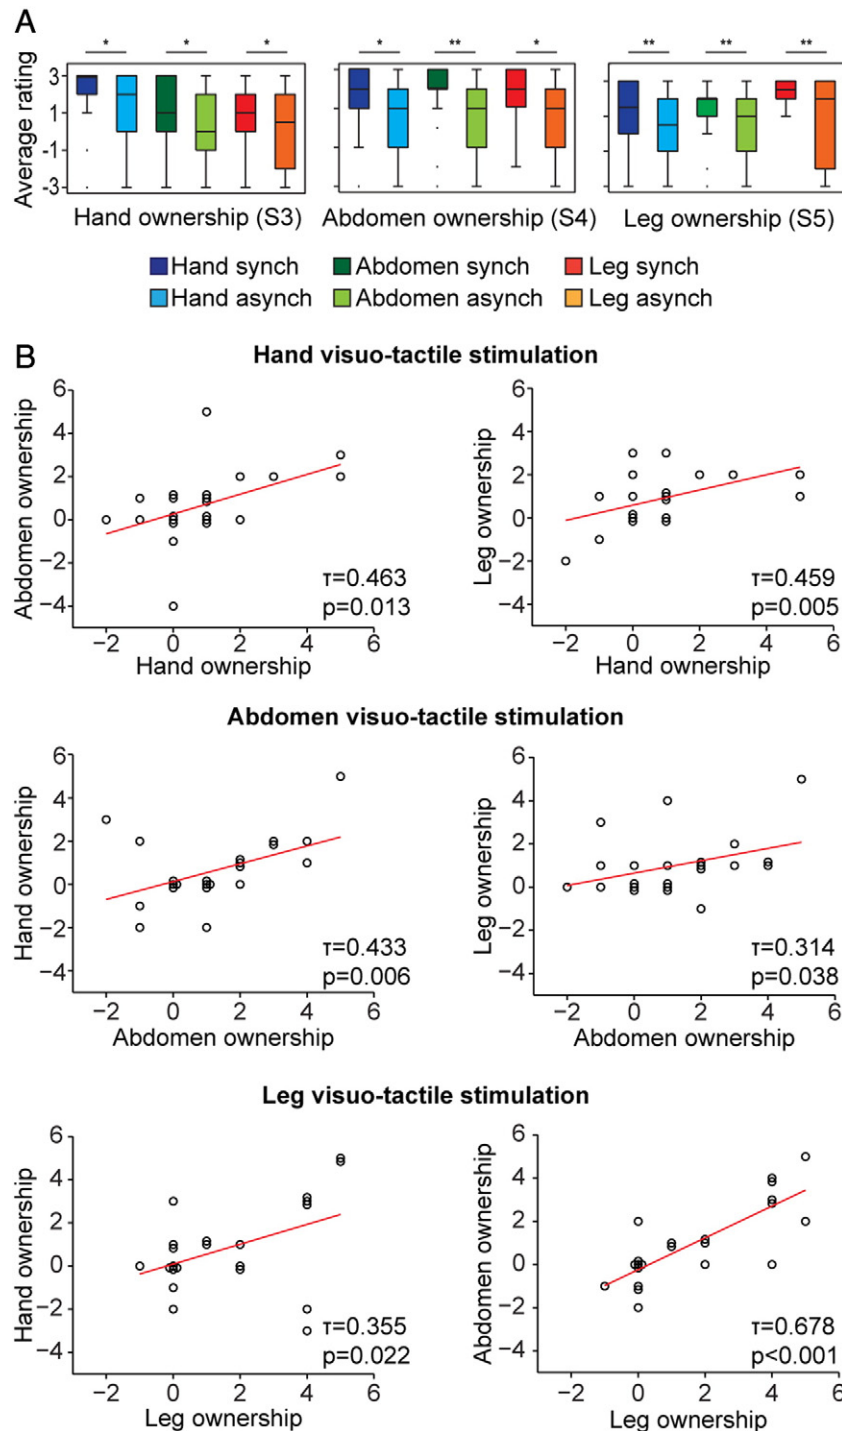 A
* * * * ** * ** ** **
Average rating
3
1
-1
-3
Hand ownership (S3) Abdomen ownership (S4) Leg ownership (S5)
Hand synch Abdomen synch Leg synch
Hand asynch Abdomen asynch Leg asynch
B
Hand visuo-tactile stimulation
Abdomen ownership
6
4
2
0
−2
−4
τ=0.463
p=0.013
−2 0 2 4 6
Hand ownership
Leg ownership
6
4
2
0
−2
−4
τ=0.459
p=0.005
−2 0 2 4 6
Hand ownership
Abdomen visuo-tactile stimulation
Hand ownership
6
4
2
0
−2
−4
τ=0.433
p=0.006
−2 0 2 4 6
Abdomen ownership
Leg ownership
6
4
2
0
−2
−4
τ=0.314
p=0.038
−2 0 2 4 6
Abdomen ownership
Leg visuo-tactile stimulation
Hand ownership
6
4
2
0
−2
−4
τ=0.355
p=0.022
−2 0 2 4 6
Leg ownership
Abdomen ownership
6
4
2
0
−2
−4
τ=0.678
p<0.001
−2 0 2 4 6
Leg ownership